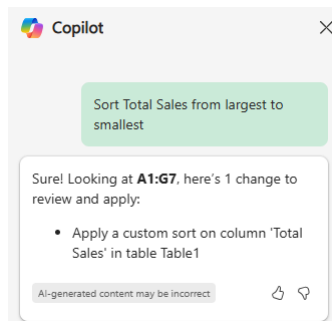 Copilot
Sort Total Sales from largest to
smallest
Sure! Looking at A1:G7, here's 1 change to
review and apply:
• Apply a custom sort on column 'Total
Sales' in table Table1
AI-generated content may be incorrect